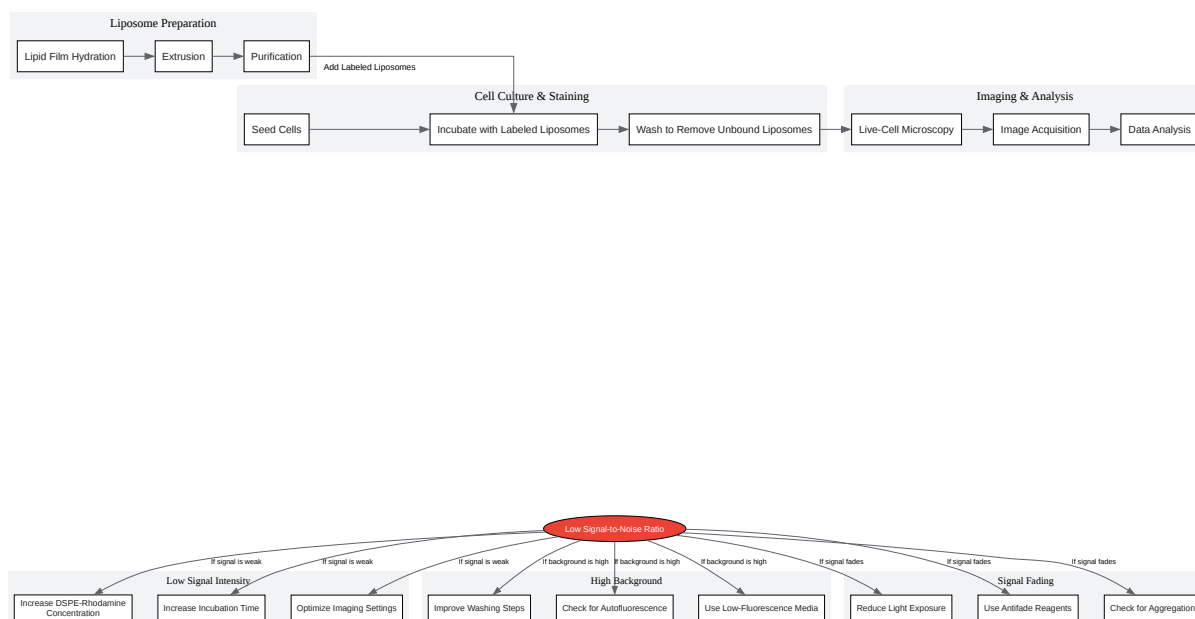 Liposome Preparation
Lipid Film Hydration
Extrusion
Purification
Add Labeled Liposomes
Cell Culture & Staining
Imaging & Analysis
Seed Cells
Incubate with Labeled Liposomes
Wash to Remove Unbound Liposomes
Live-Cell Microscopy
Image Acquisition
Data Analysis
Low Signal-to-Noise Ratio
If signal is weak
If signal is weak
If signal is weak
If background is high
If background is high
If background is high
If signal fades
If signal fades
If signal fades
Low Signal Intensity
High Background
Signal Fading
Increase DSPE-Rhodamine
Concentration
Increase Incubation Time
Optimize Imaging Settings
Improve Washing Steps
Check for Autofluorescence
Use Low-Fluorescence Media
Reduce Light Exposure
Use Antifade Reagents
Check for Aggregation